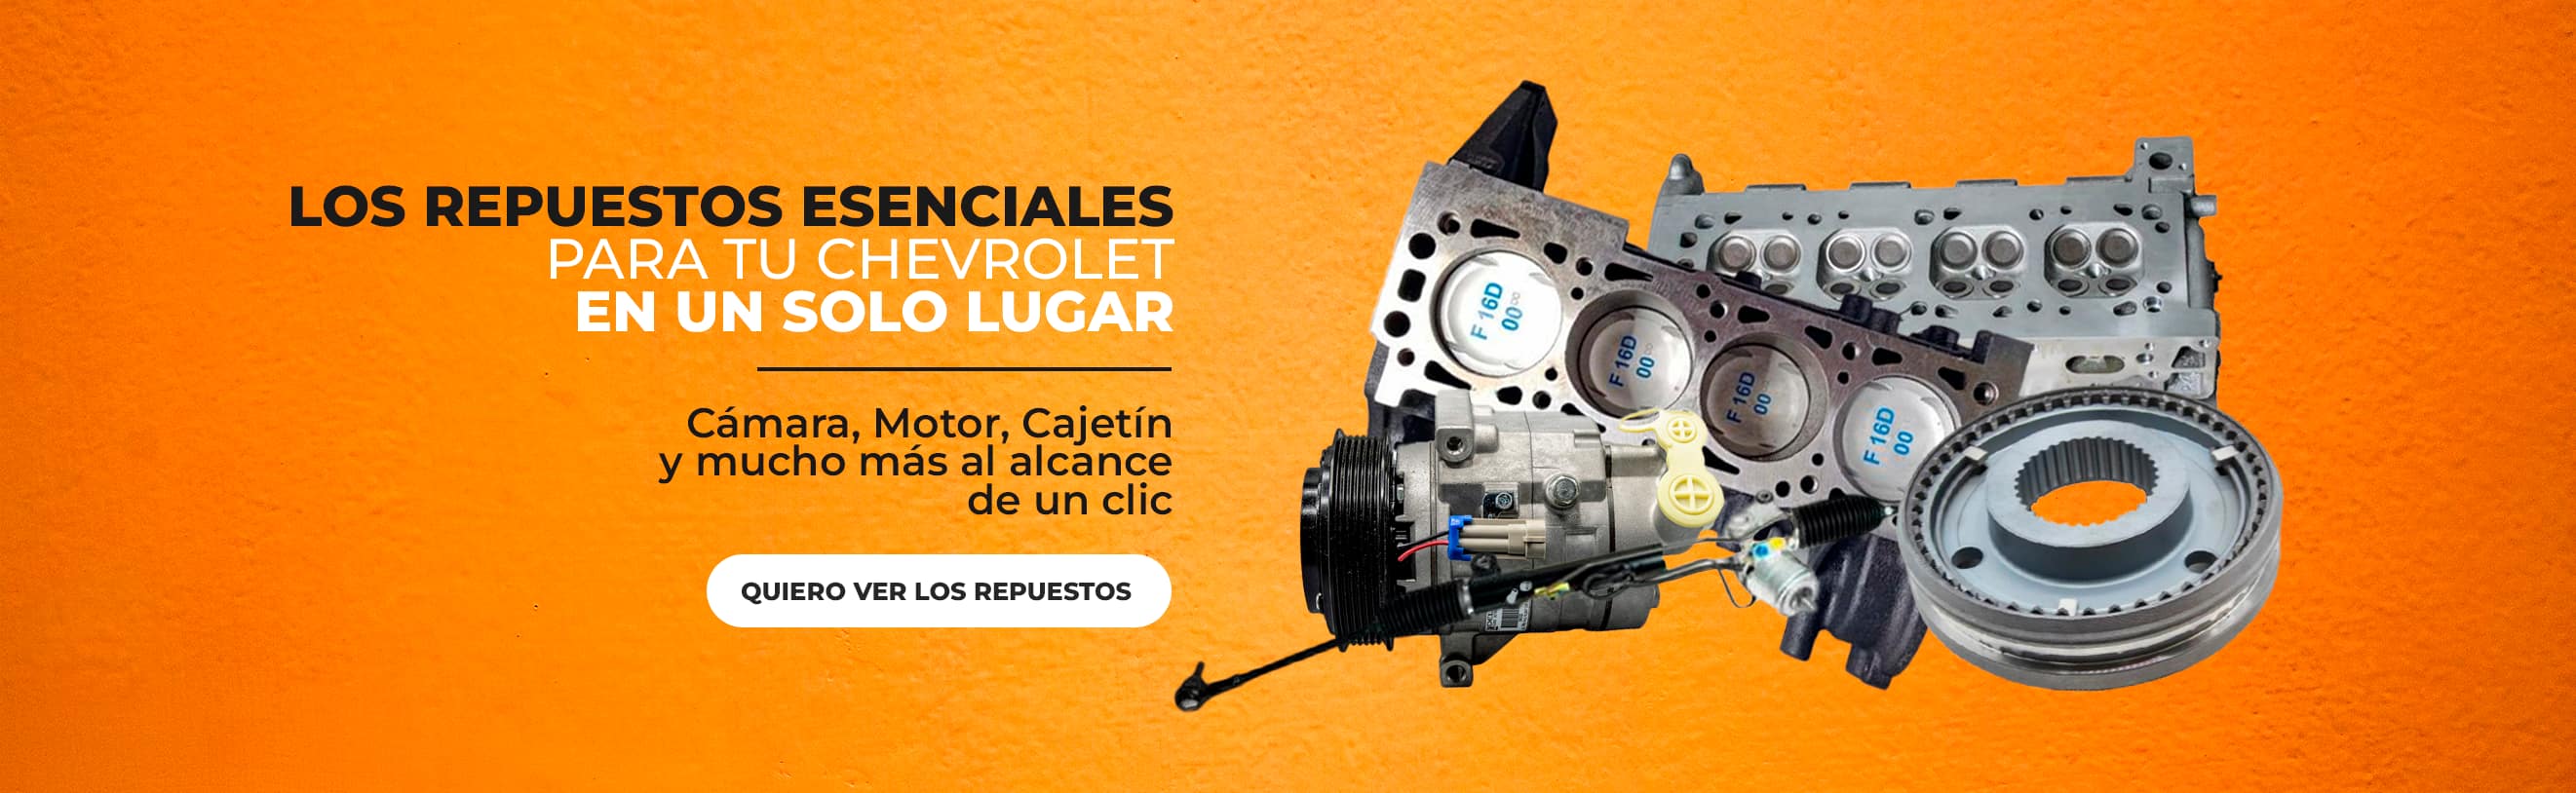 LOS REPUESTOS ESENCIALES
PARA TU CHEVROLET
EN UN SOLO LUGAR
Cámara, Motor, Cajetín
y mucho más al alcance
de un clic
QUIERO VER LOS REPUESTOS
F 16D
00
F 16D
00
F 16D
00
F 16D
00